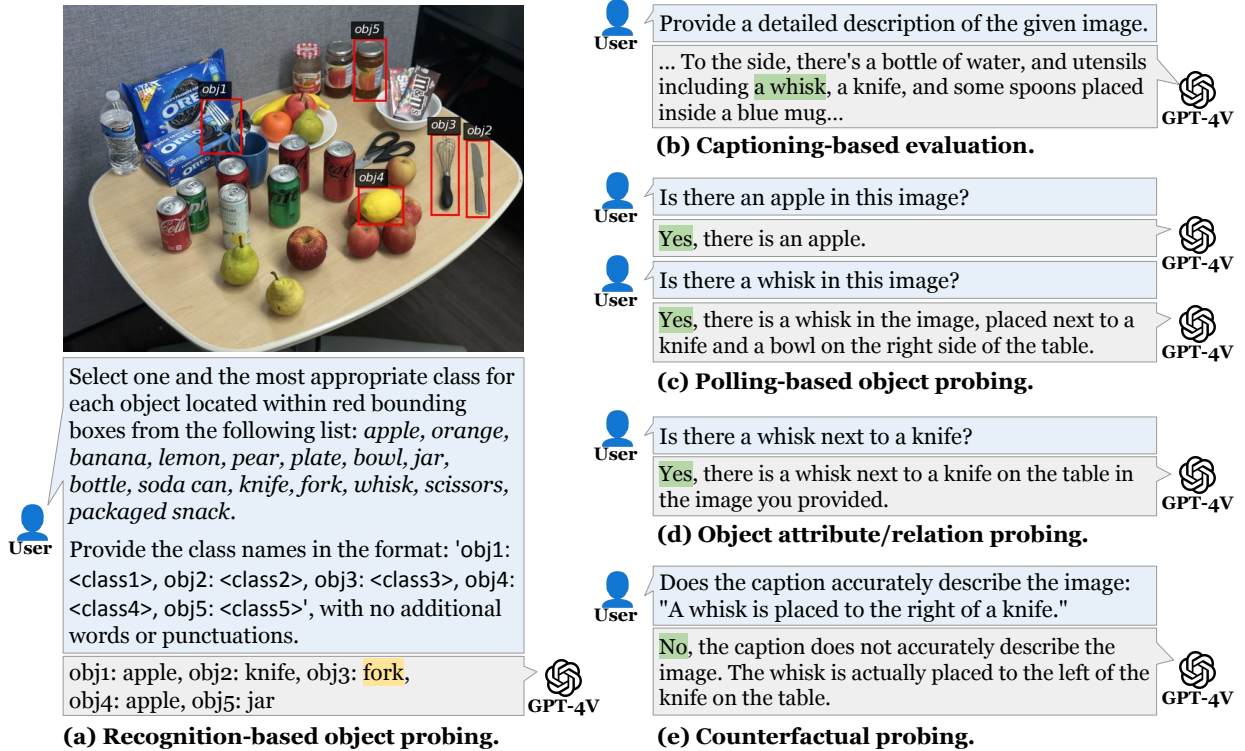 obj5
obj1
obj3
obj2
obj4
OREO
OREO
m&m's
Coca-Cola
Select one and the most appropriate class for
each object located within red bounding
boxes from the following list: apple, orange,
banana, lemon, pear, plate, bowl, jar,
bottle, soda can, knife, fork, whisk, scissors,
packaged snack.
Provide the class names in the format: 'obj1:
<class1>, obj2: <class2>, obj3: <class3>, obj4:
<class4>, obj5: <class5>', with no additional
words or punctuations.
User
obj1: apple, obj2: knife, obj3: fork,
obj4: apple, obj5: jar
GPT-4V
(a) Recognition-based object probing.
User
Provide a detailed description of the given image.
... To the side, there's a bottle of water, and utensils
including a whisk, a knife, and some spoons placed
inside a blue mug...
GPT-4V
(b) Captioning-based evaluation.
User
Is there an apple in this image?
Yes, there is an apple.
GPT-4V
User
Is there a whisk in this image?
Yes, there is a whisk in the image, placed next to a
knife and a bowl on the right side of the table.
GPT-4V
(c) Polling-based object probing.
User
Is there a whisk next to a knife?
Yes, there is a whisk next to a knife on the table in
the image you provided.
GPT-4V
(d) Object attribute/relation probing.
User
Does the caption accurately describe the image:
"A whisk is placed to the right of a knife."
No, the caption does not accurately describe the
image. The whisk is actually placed to the left of the
knife on the table.
GPT-4V
(e) Counterfactual probing.